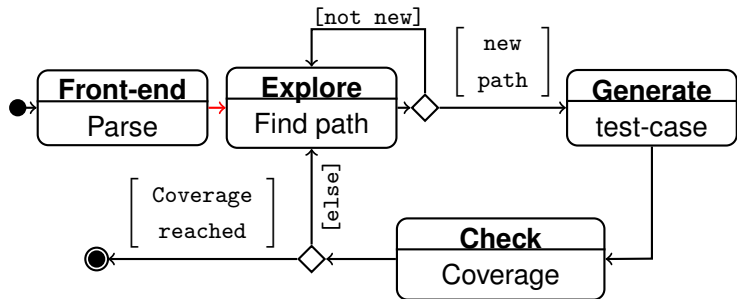 [not new]
new
path
Front-end
Parse
Explore
Find path
Generate
test-case
Coverage
reached
[else]
Check
Coverage